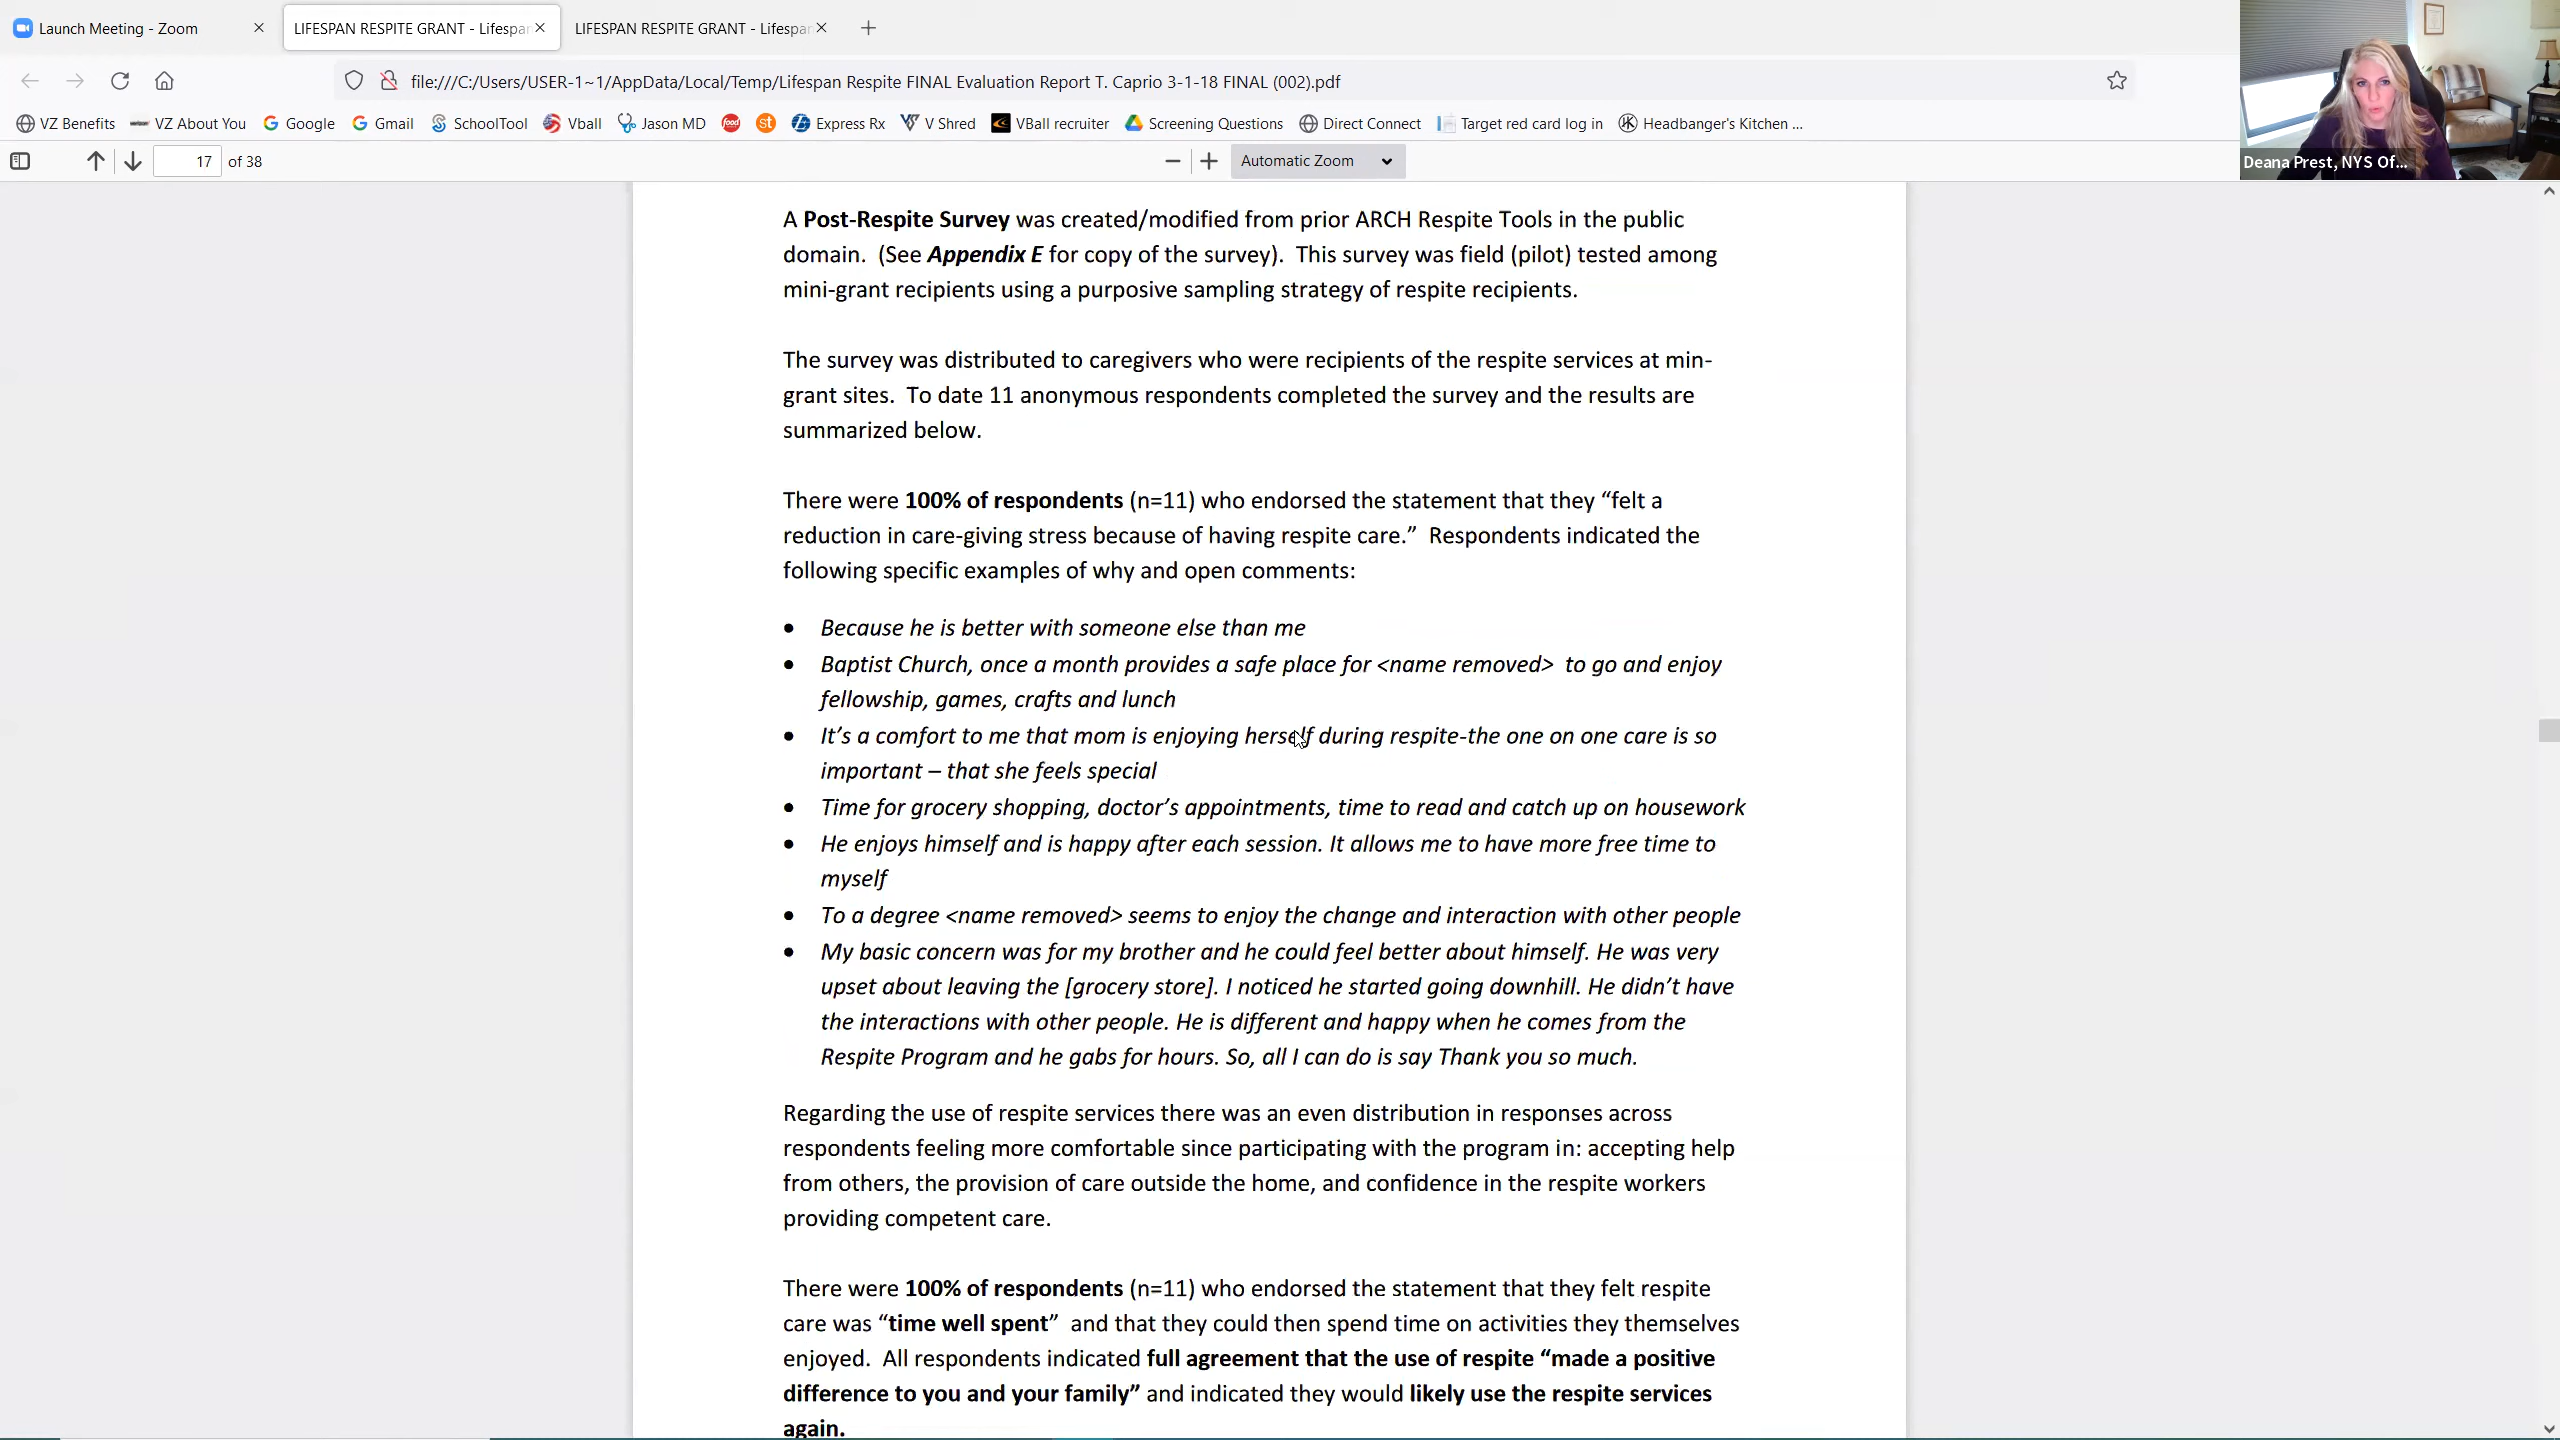 Launch Meeting - Zoom
LIFESPAN RESPITE GRANT - Lifespan
LIFESPAN RESPITE GRANT - Lifespan
file:///C:/Users/USER-1~1/AppData/Local/Temp/Lifespan Respite FINAL Evaluation Report T. Caprio 3-1-18 FINAL (002).pdf
VZ Benefits VZ About You Google Gmail SchoolTool Vball Jason MD food st Express Rx V Shred VBall recruiter Screening Questions Direct Connect Target red card log in Headbanger's Kitchen ...
17 of 38
Automatic Zoom
Deana Prest, NYS Of...
A Post-Respite Survey was created/modified from prior ARCH Respite Tools in the public
domain. (See Appendix E for copy of the survey). This survey was field (pilot) tested among
mini-grant recipients using a purposive sampling strategy of respite recipients.
The survey was distributed to caregivers who were recipients of the respite services at min-
grant sites. To date 11 anonymous respondents completed the survey and the results are
summarized below.
There were 100% of respondents (n=11) who endorsed the statement that they “felt a
reduction in care-giving stress because of having respite care.” Respondents indicated the
following specific examples of why and open comments:
• Because he is better with someone else than me
• Baptist Church, once a month provides a safe place for <name removed> to go and enjoy
fellowship, games, crafts and lunch
• It’s a comfort to me that mom is enjoying herself during respite-the one on one care is so
important – that she feels special
• Time for grocery shopping, doctor’s appointments, time to read and catch up on housework
• He enjoys himself and is happy after each session. It allows me to have more free time to
myself
• To a degree <name removed> seems to enjoy the change and interaction with other people
• My basic concern was for my brother and he could feel better about himself. He was very
upset about leaving the [grocery store]. I noticed he started going downhill. He didn’t have
the interactions with other people. He is different and happy when he comes from the
Respite Program and he gabs for hours. So, all I can do is say Thank you so much.
Regarding the use of respite services there was an even distribution in responses across
respondents feeling more comfortable since participating with the program in: accepting help
from others, the provision of care outside the home, and confidence in the respite workers
providing competent care.
There were 100% of respondents (n=11) who endorsed the statement that they felt respite
care was “time well spent” and that they could then spend time on activities they themselves
enjoyed. All respondents indicated full agreement that the use of respite “made a positive
difference to you and your family” and indicated they would likely use the respite services
again.